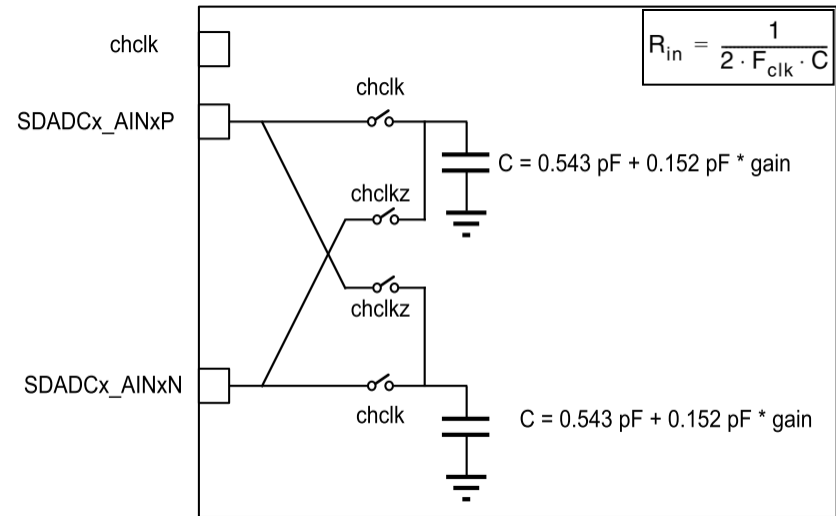 chclk
R_in = 1 / (2 · F_clk · C)
SDADCx_AINxP
chclk
C = 0.543 pF + 0.152 pF * gain
chclkz
chclkz
SDADCx_AINxN
chclk
C = 0.543 pF + 0.152 pF * gain